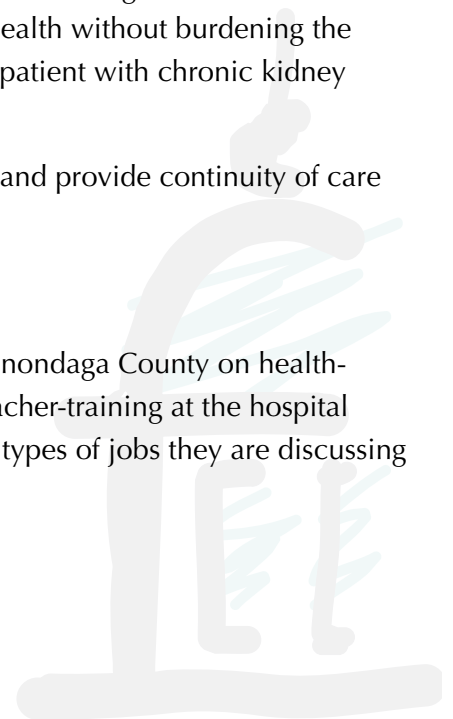 ealth without burdening the
patient with chronic kidney
and provide continuity of care
nondaga County on health-
acher-training at the hospital
types of jobs they are discussing